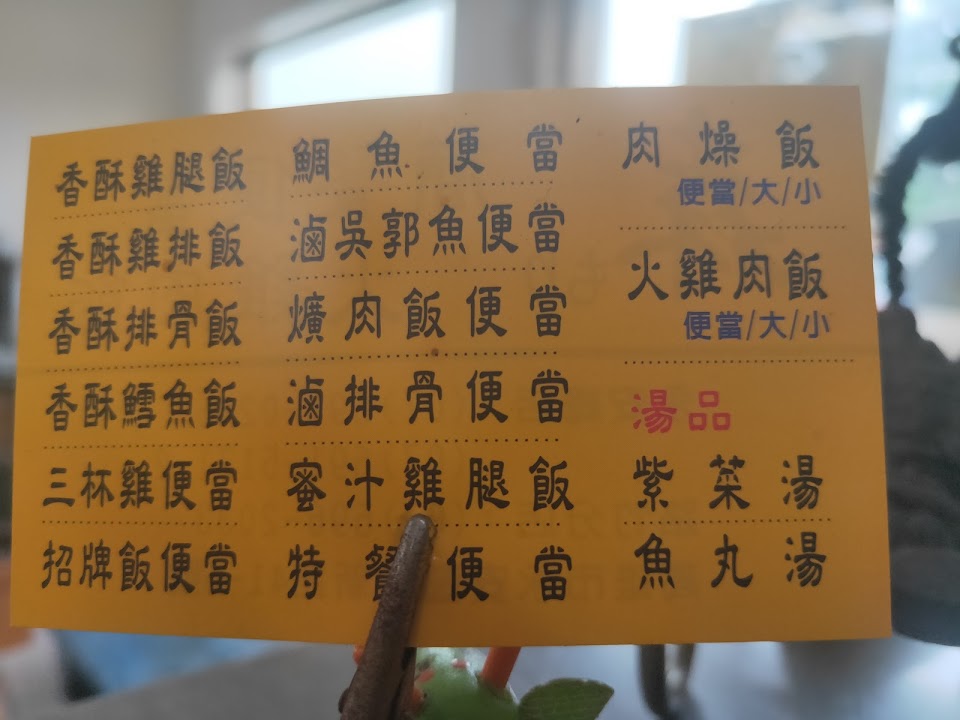 香酥雞腿飯
香酥雞排飯
香酥排骨飯
香酥鱈魚飯
三杯雞便當
招牌飯便當
鯛魚便當
滷吳郭魚便當
爌肉飯便當
滷排骨便當
蜜汁雞腿飯
特餐便當
肉燥飯
便當/大/小
火雞肉飯
便當/大/小
湯品
紫菜湯
魚丸湯